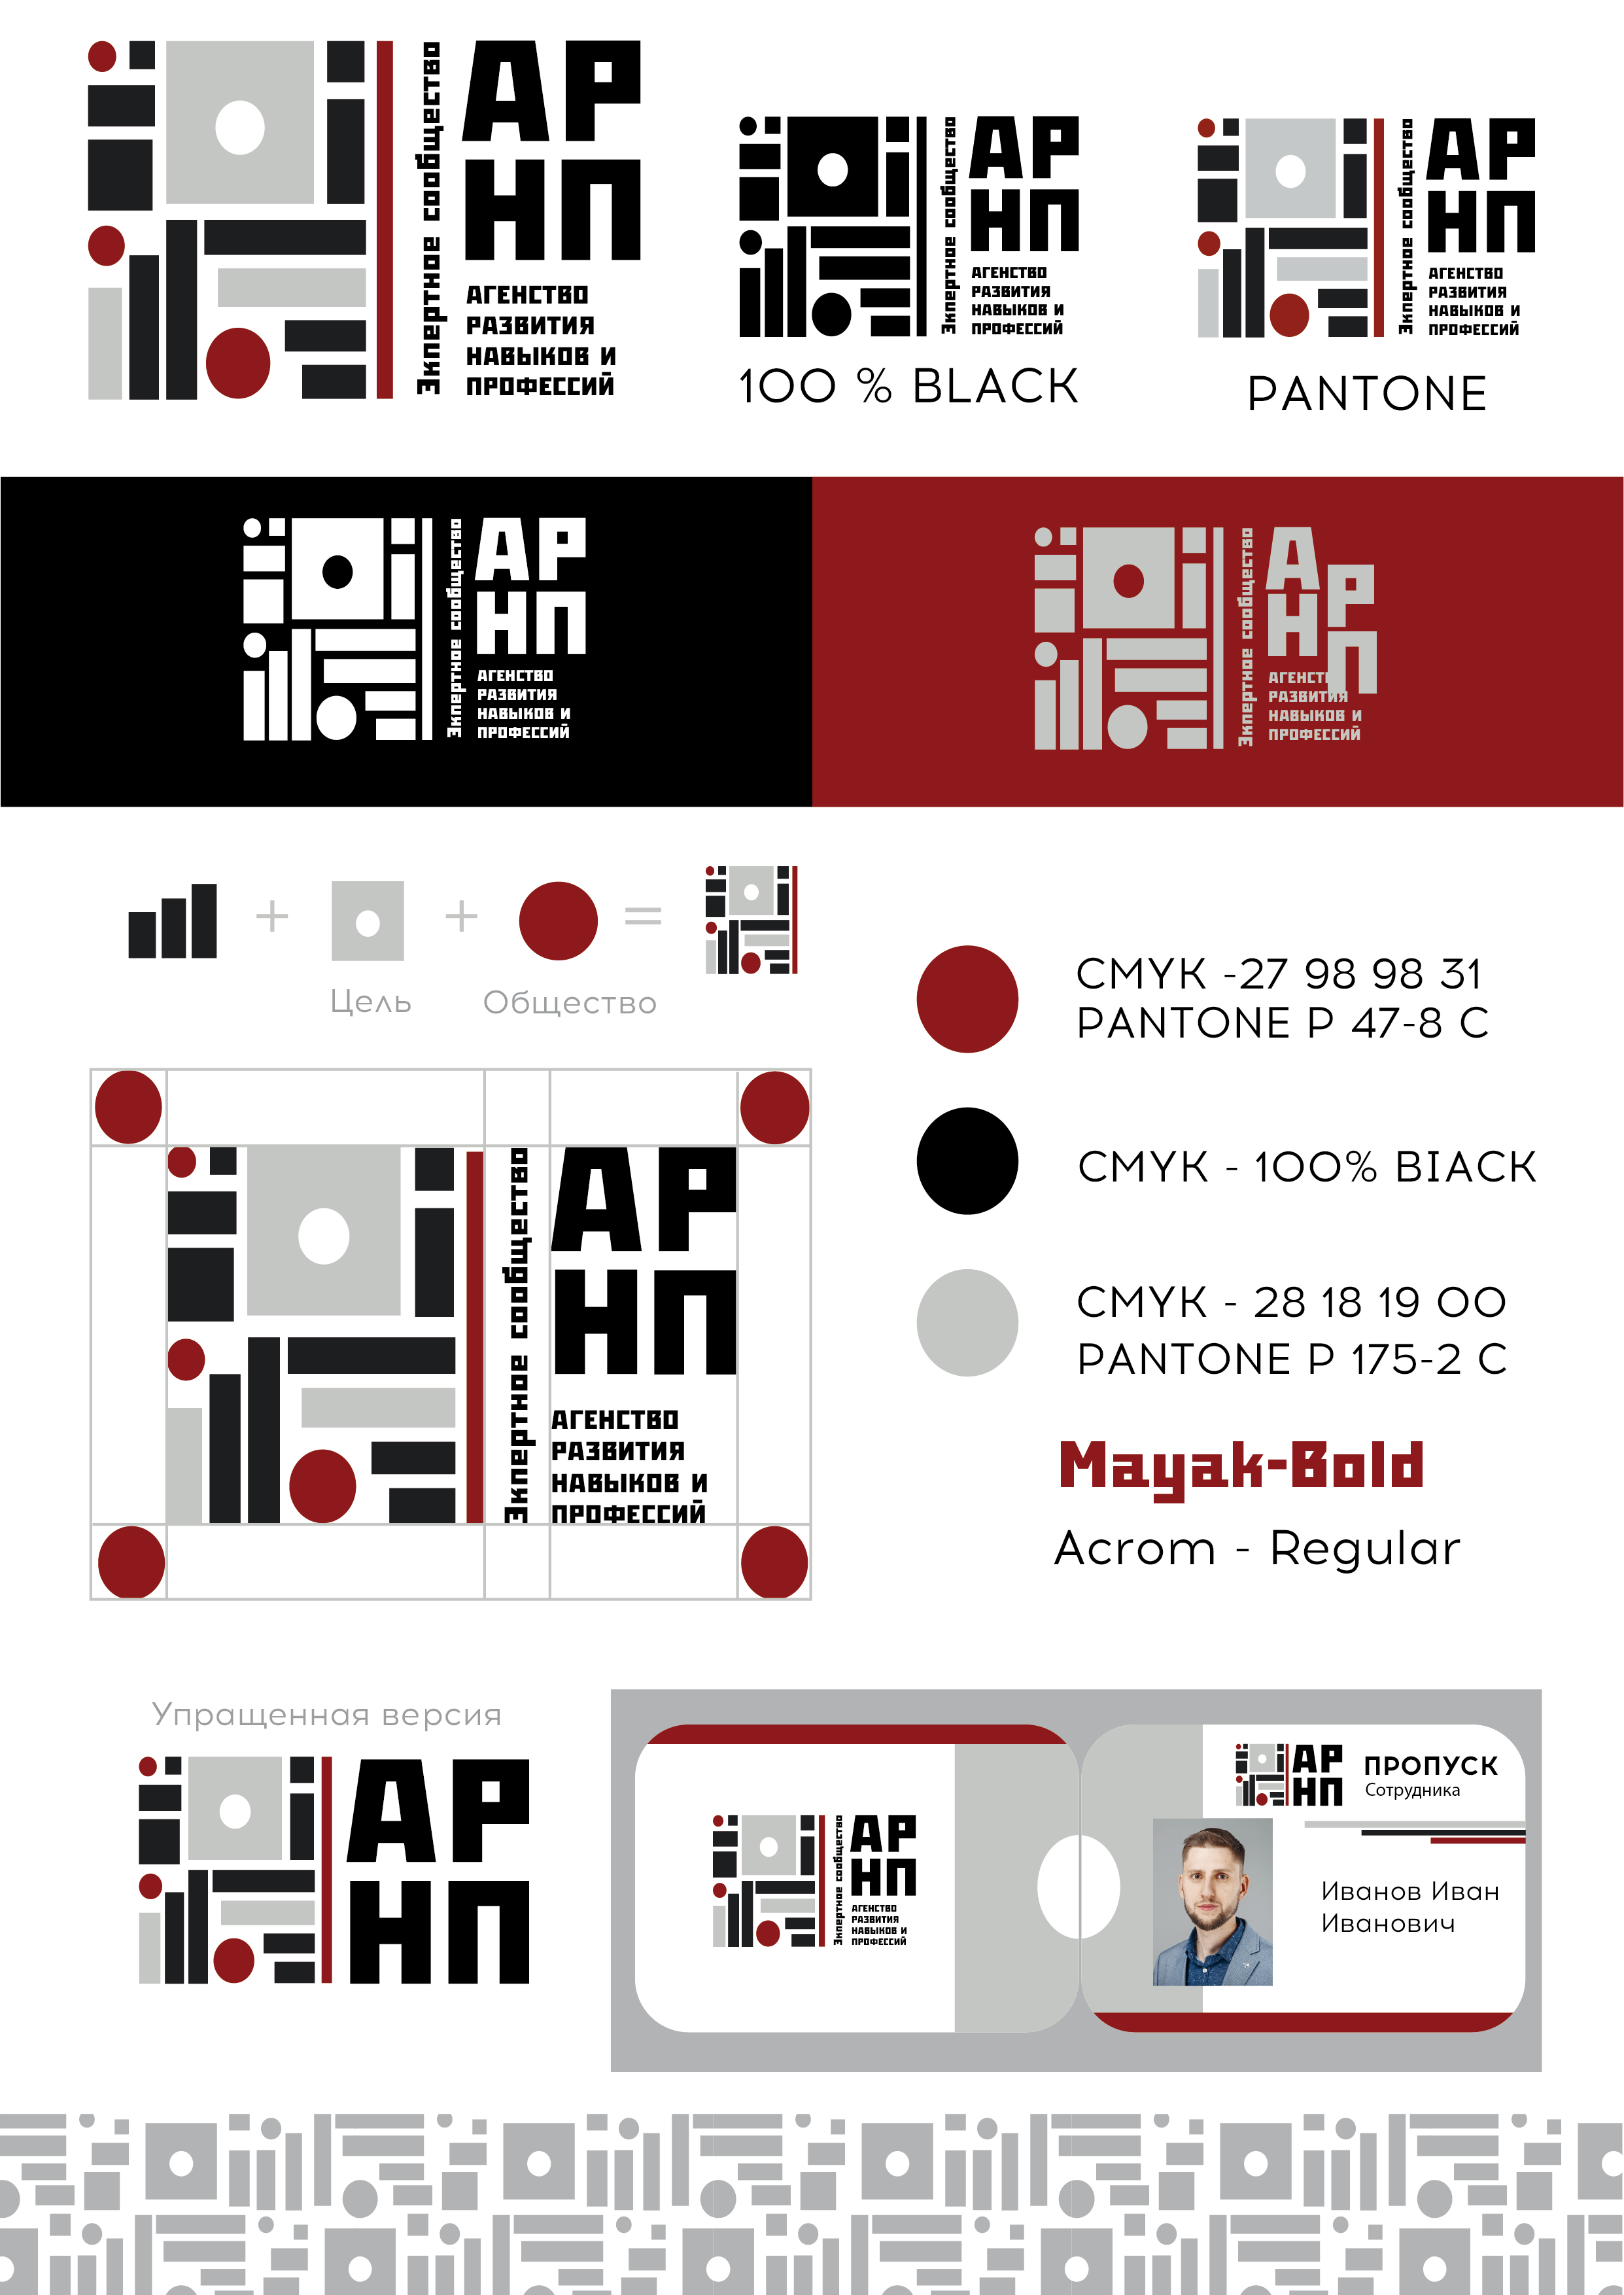 Экпертное сообщество
АР
НП
АГЕНСТВО
РАЗВИТИЯ
НАВЫКОВ И
ПРОФЕССИЙ
Экпертное сообщество
АР
НП
АГЕНСТВО
РАЗВИТИЯ
НАВЫКОВ И
ПРОФЕССИЙ
100 % BLACK
Экпертное сообщество
АР
НП
АГЕНСТВО
РАЗВИТИЯ
НАВЫКОВ И
ПРОФЕССИЙ
PANTONE
Экпертное сообщество
АР
НП
АГЕНСТВО
РАЗВИТИЯ
НАВЫКОВ И
ПРОФЕССИЙ
Экпертное сообщество
АР
НП
АГЕНСТ
РАЗВИТИЯ
НАВЫКОВ И
ПРОФЕССИЙ
+ + =
Цель
Общество
CMYK -27 98 98 31
PANTONE P 47-8 C
CMYK - 100% BIACK
CMYK - 28 18 19 00
PANTONE P 175-2 C
Mayak-Bold
Acrom - Regular
Экпертное сообщество
АР
НП
АГЕНСТВО
РАЗВИТИЯ
НАВЫКОВ И
ПРОФЕССИЙ
Упращенная версия
АР
НП
Экпертное сообщество
АР
НП
АГЕНСТВО
РАЗВИТИЯ
НАВЫКОВ И
ПРОФЕССИЙ
АР
НП
ПРОПУСК
Сотрудника
Иванов Иван
Иванович